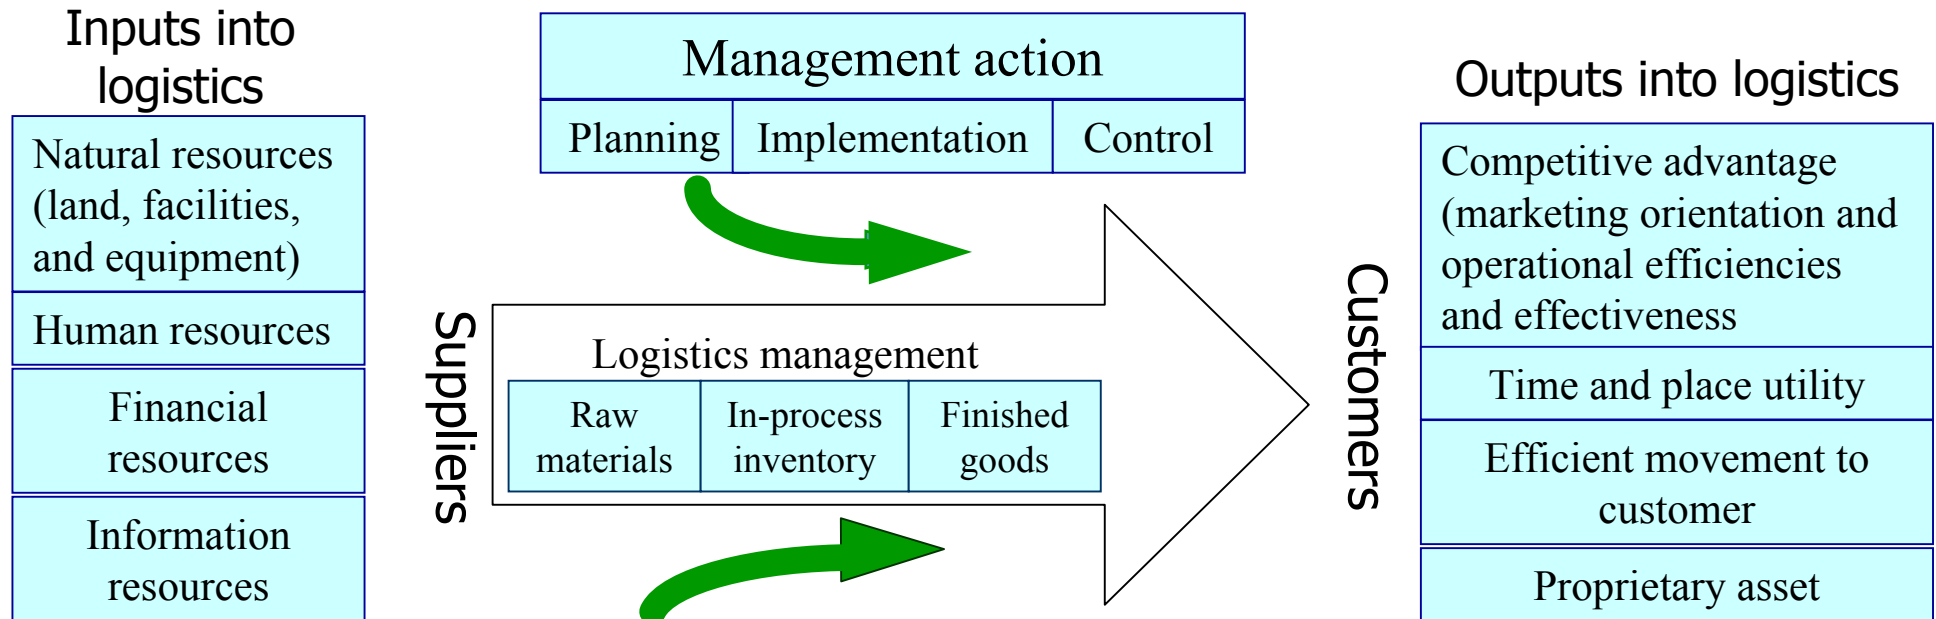 Inputs into
logistics
Natural resources
(land, facilities,
and equipment)
Human resources
Financial
resources
Information
resources
Management action
Planning
Implementation
Control
Suppliers
Logistics management
Raw
materials
In-process
inventory
Finished
goods
Customers
Outputs into logistics
Competitive advantage
(marketing orientation and
operational efficiencies
and effectiveness
Time and place utility
Efficient movement to
customer
Proprietary asset